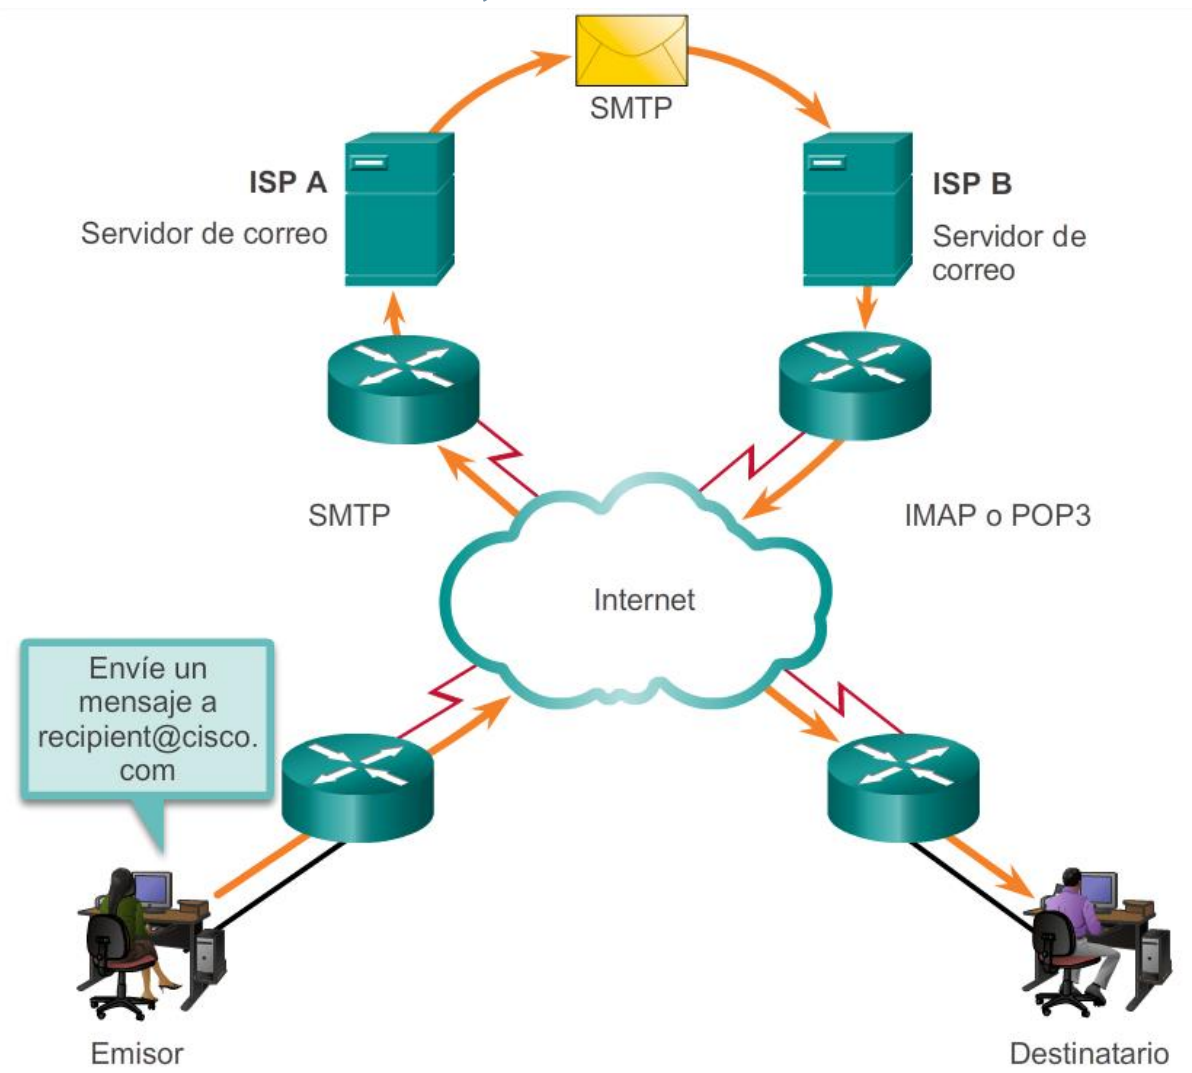 SMTP
ISP A
Servidor de correo
ISP B
Servidor de
correo
SMTP
IMAP o POP3
Internet
Envíe un
mensaje a
recipient@cisco.
com
Emisor
Destinatario